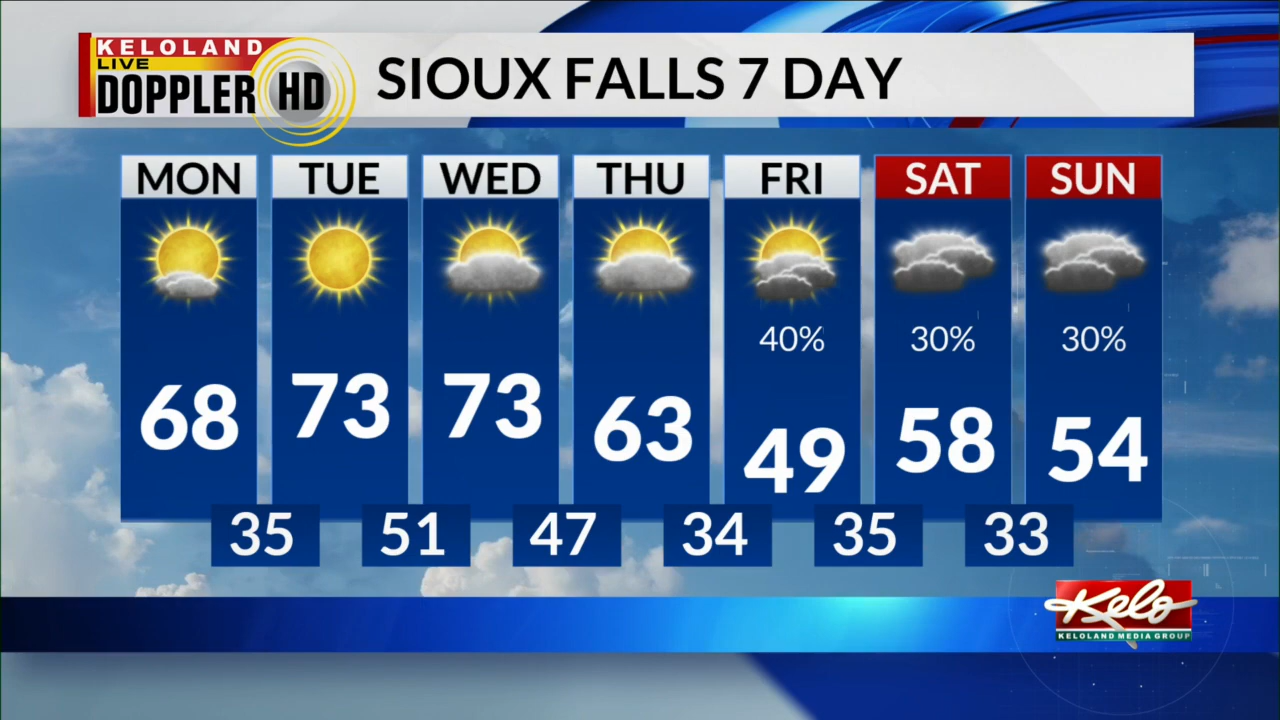 KELOLAND
LIVE
DOPPLER HD
SIOUX FALLS 7 DAY
MON TUE WED THU FRI SAT SUN
40% 30% 30%
68 73 73 63 49 58 54
35 51 47 34 35 33
Kelo
KELOLAND MEDIA GROUP